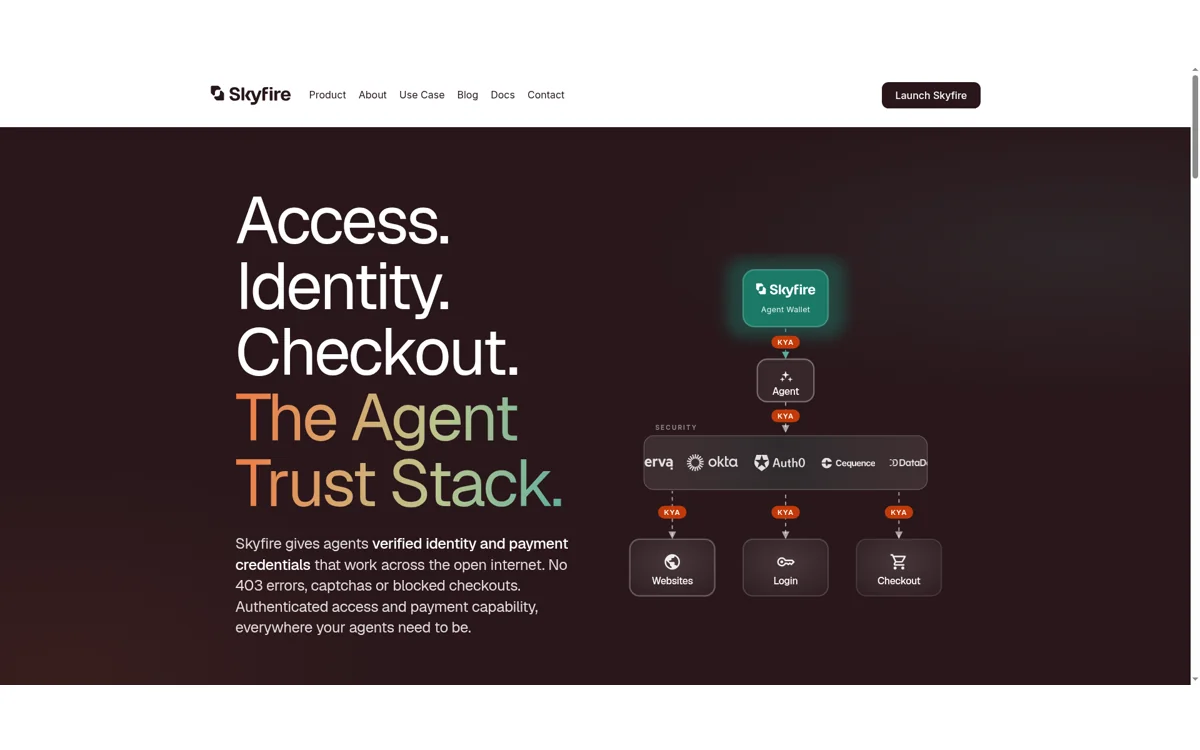 Skyfire
Product
About
Use Case
Blog
Docs
Contact
Launch Skyfire
Access.
Identity.
Checkout.
The Agent
Trust Stack.
Skyfire gives agents verified identity and payment
credentials that work across the open internet. No
403 errors, captchas or blocked checkouts.
Authenticated access and payment capability,
everywhere your agents need to be.
Skyfire
Agent Wallet
KYA
Agent
KYA
SECURITY
erva
okta
Auth0
Cequence
DataD
KYA
KYA
KYA
Websites
Login
Checkout